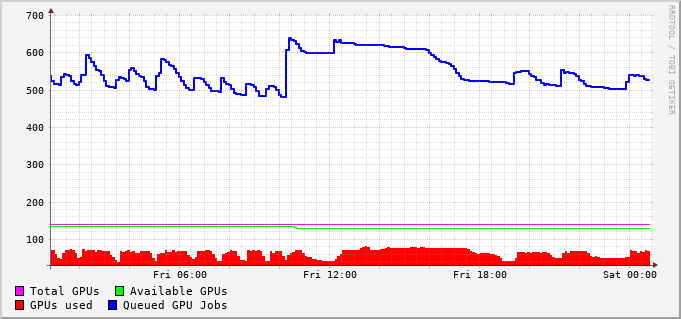 700
600
500
400
300
200
100
Fri 06:00 Fri 12:00 Fri 18:00 Sat 00:00
Total GPUs Available GPUs
GPUs used Queued GPU Jobs
RRDTOOL / TOBI OETIKER